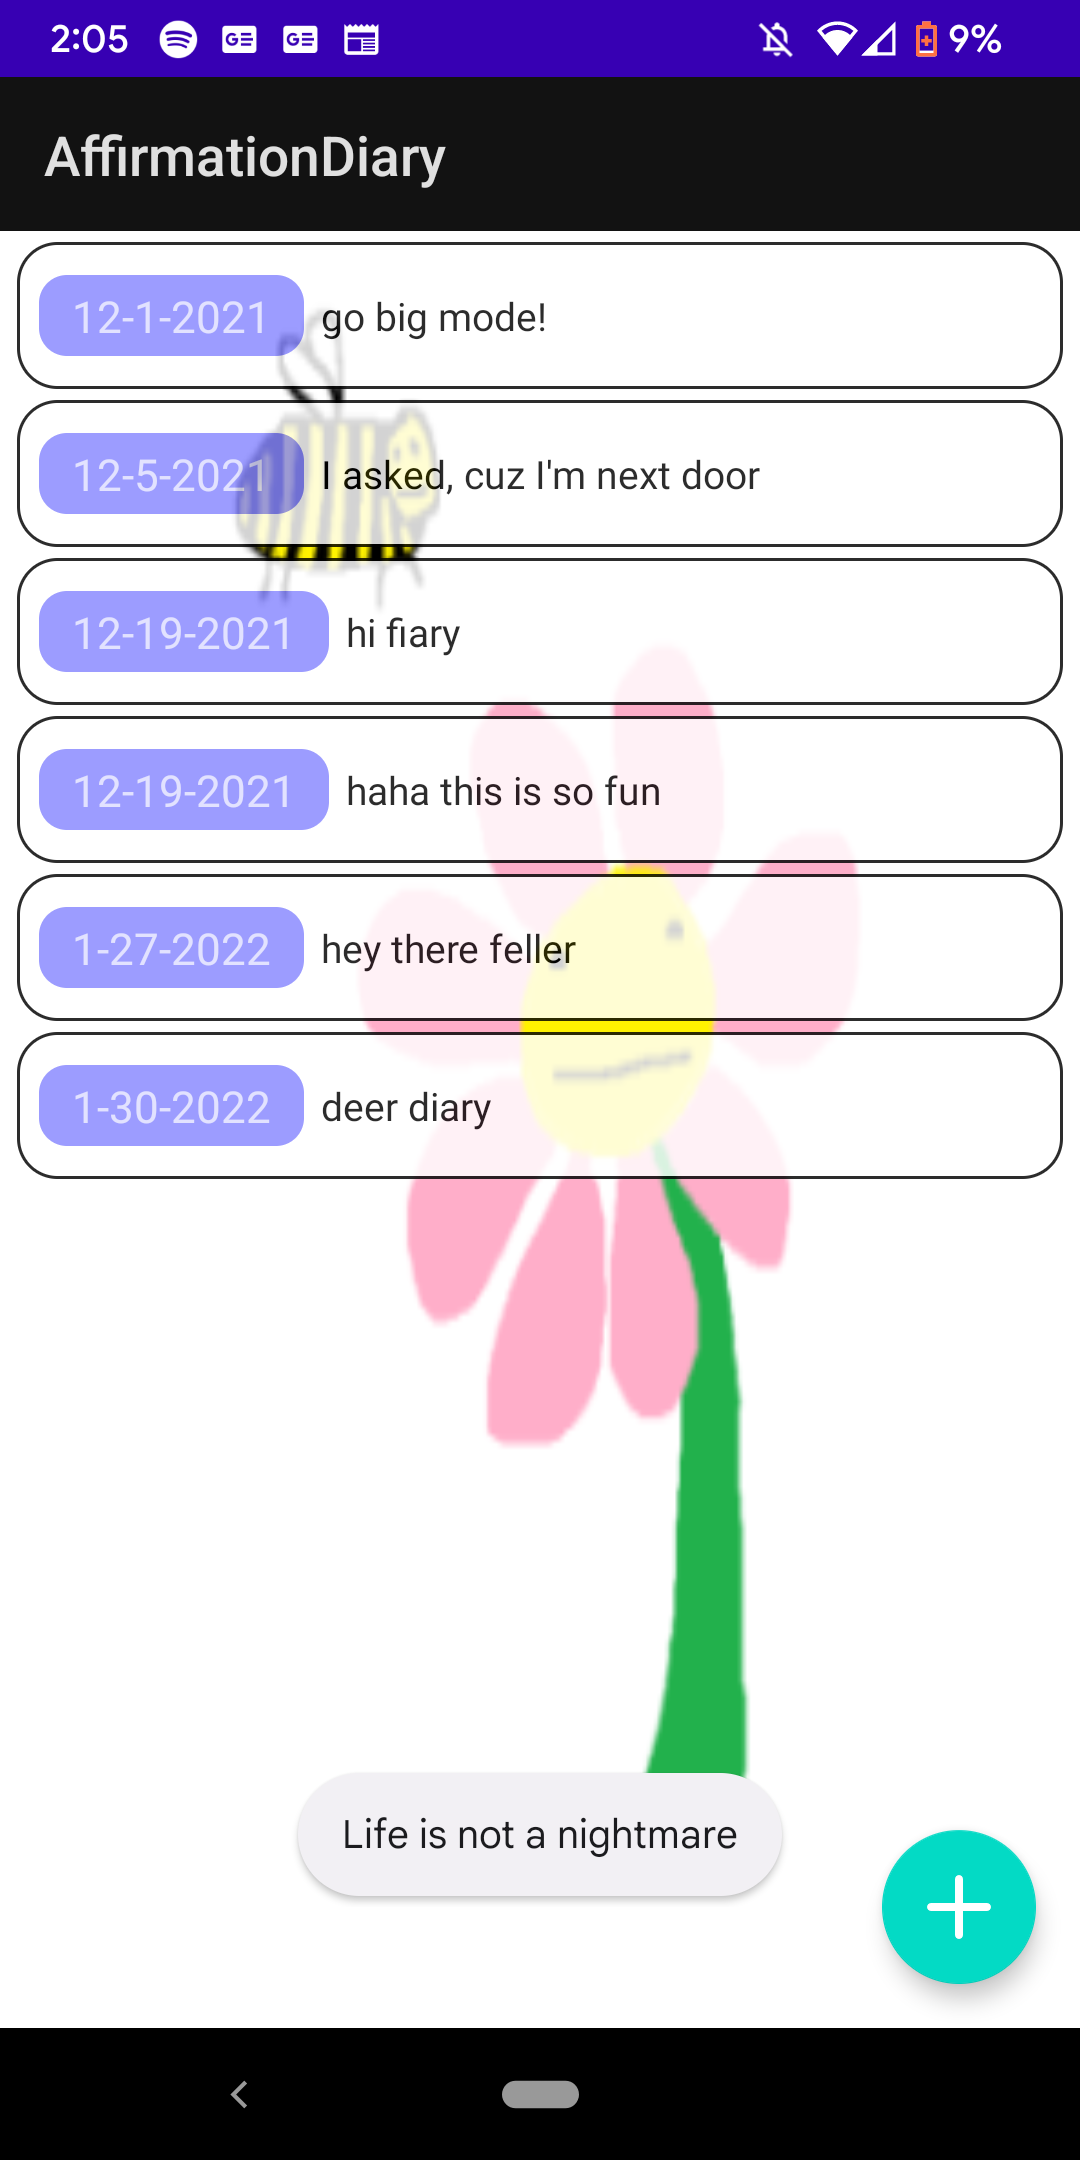 2:05 GE GE 9%
AffirmationDiary
12-1-2021 go big mode!
12-5-2021 I asked, cuz I'm next door
12-19-2021 hi fiary
12-19-2021 haha this is so fun
1-27-2022 hey there feller
1-30-2022 deer diary
Life is not a nightmare